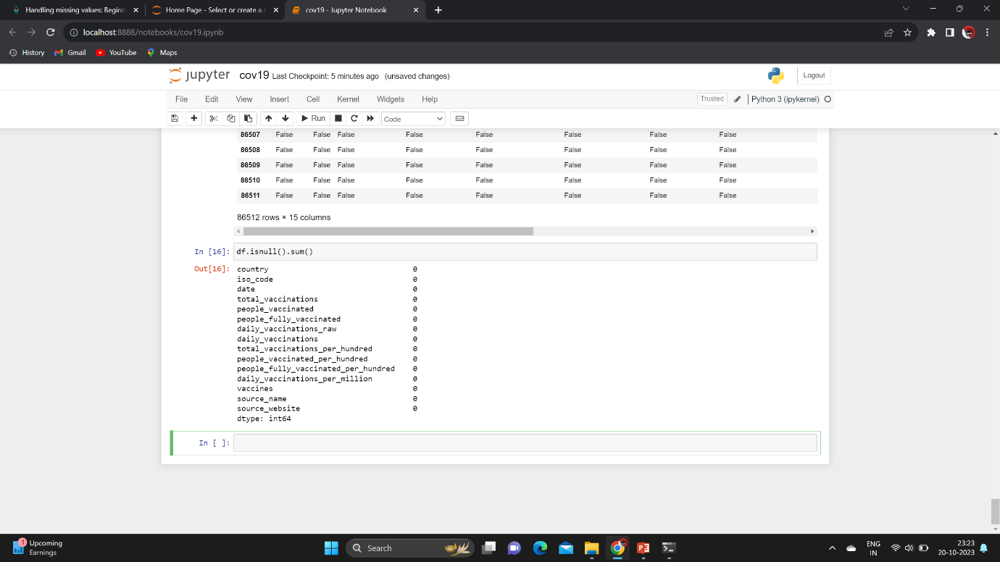 Handling missing values: Beginn
Home Page - Select or create a n
cov19 - Jupyter Notebook
localhost:8888/notebooks/cov19.ipynb
History Gmail YouTube Maps
jupyter cov19 Last Checkpoint: 5 minutes ago (unsaved changes) Logout
File Edit View Insert Cell Kernel Widgets Help Trusted Python 3 (ipykernel)
Run Code
86507 False False False False False False False False
86508 False False False False False False False False
86509 False False False False False False False False
86510 False False False False False False False False
86511 False False False False False False False False
86512 rows × 15 columns
In [16]: df.isnull().sum()
Out[16]: country 0
iso_code 0
date 0
total_vaccinations 0
people_vaccinated 0
people_fully_vaccinated 0
daily_vaccinations_raw 0
daily_vaccinations 0
total_vaccinations_per_hundred 0
people_vaccinated_per_hundred 0
people_fully_vaccinated_per_hundred 0
daily_vaccinations_per_million 0
vaccines 0
source_name 0
source_website 0
dtype: int64
In [ ]:
1
Upcoming
Earnings
Search
ENG
IN
23:23
20-10-2023